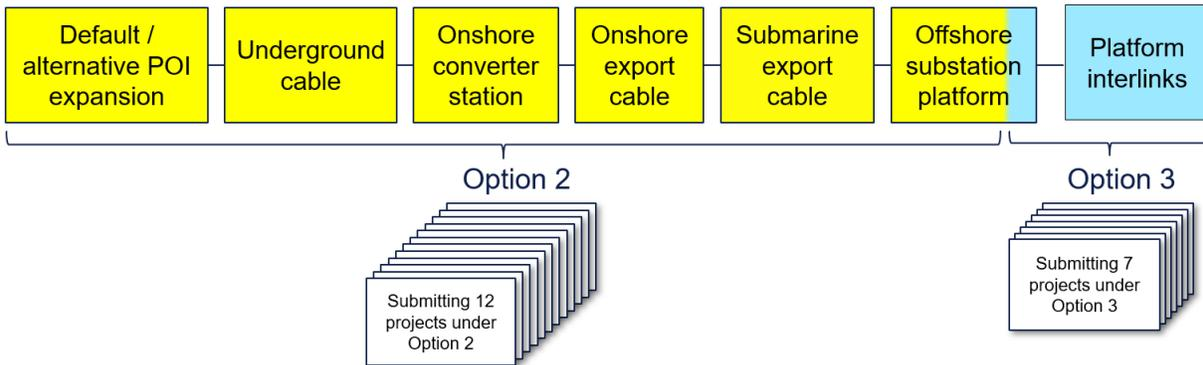 Default /
alternative POI
expansion
Underground
cable
Onshore
converter
station
Onshore
export
cable
Submarine
export
cable
Offshore
substation
platform
Platform
interlinks
Option 2
Option 3
Submitting 12
projects under
Option 2
Submitting 7
projects under
Option 3